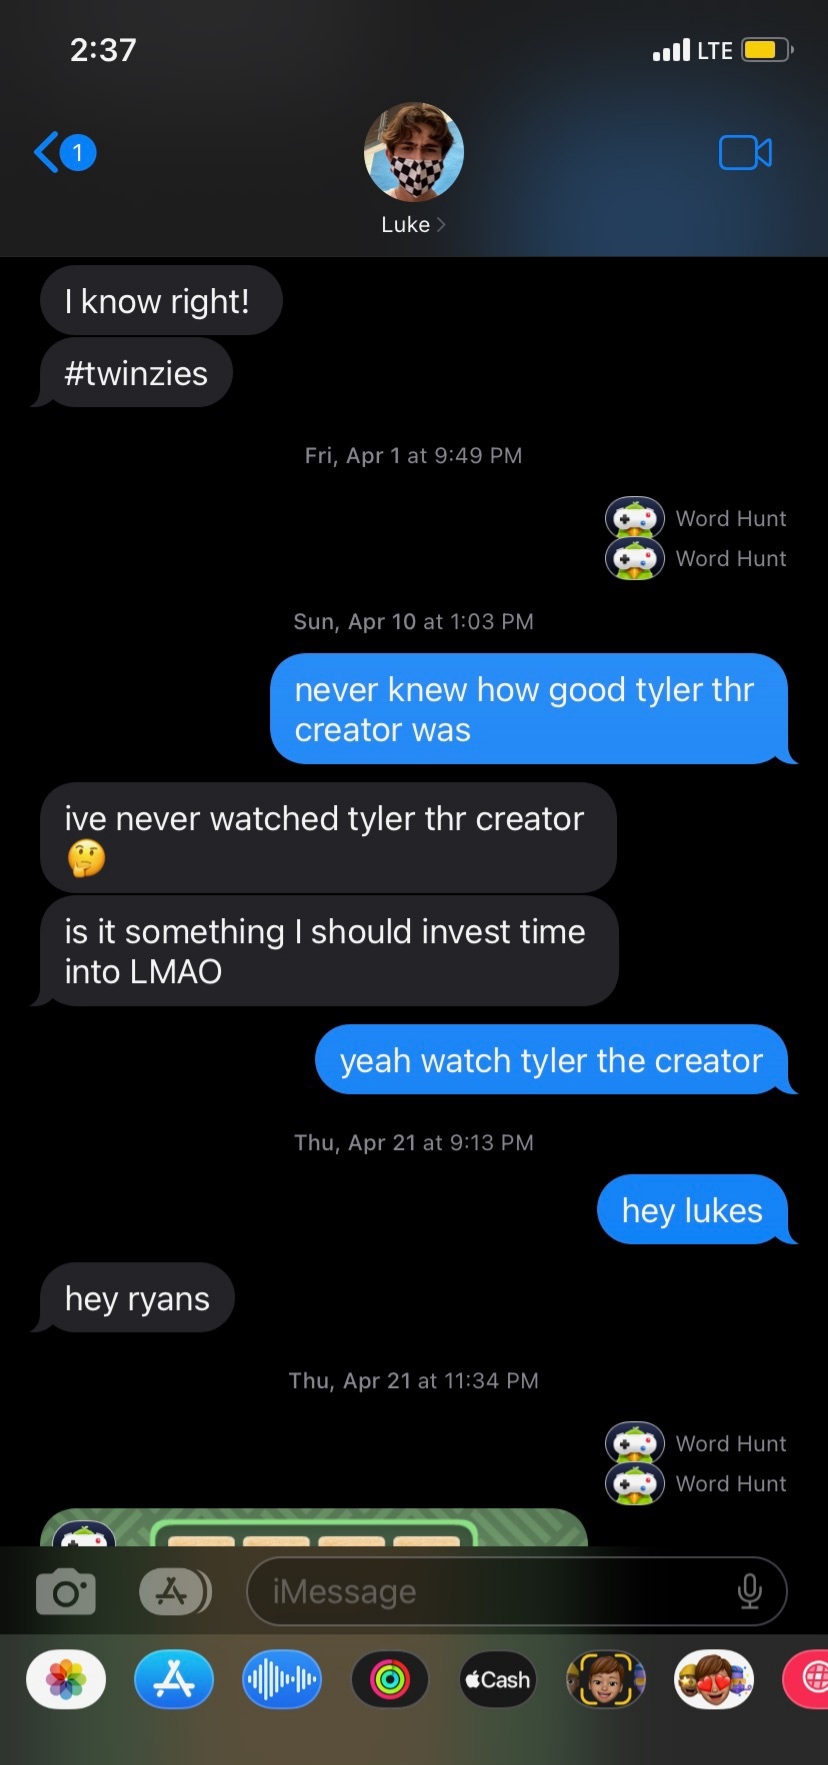 2:37
LTE
1
Luke
I know right!
#twinzies
Fri, Apr 1 at 9:49 PM
Word Hunt
Word Hunt
Sun, Apr 10 at 1:03 PM
never knew how good tyler thr
creator was
ive never watched tyler thr creator
🤔
is it something I should invest time
into LMAO
yeah watch tyler the creator
Thu, Apr 21 at 9:13 PM
hey lukes
hey ryans
Thu, Apr 21 at 11:34 PM
Word Hunt
Word Hunt
iMessage
Cash